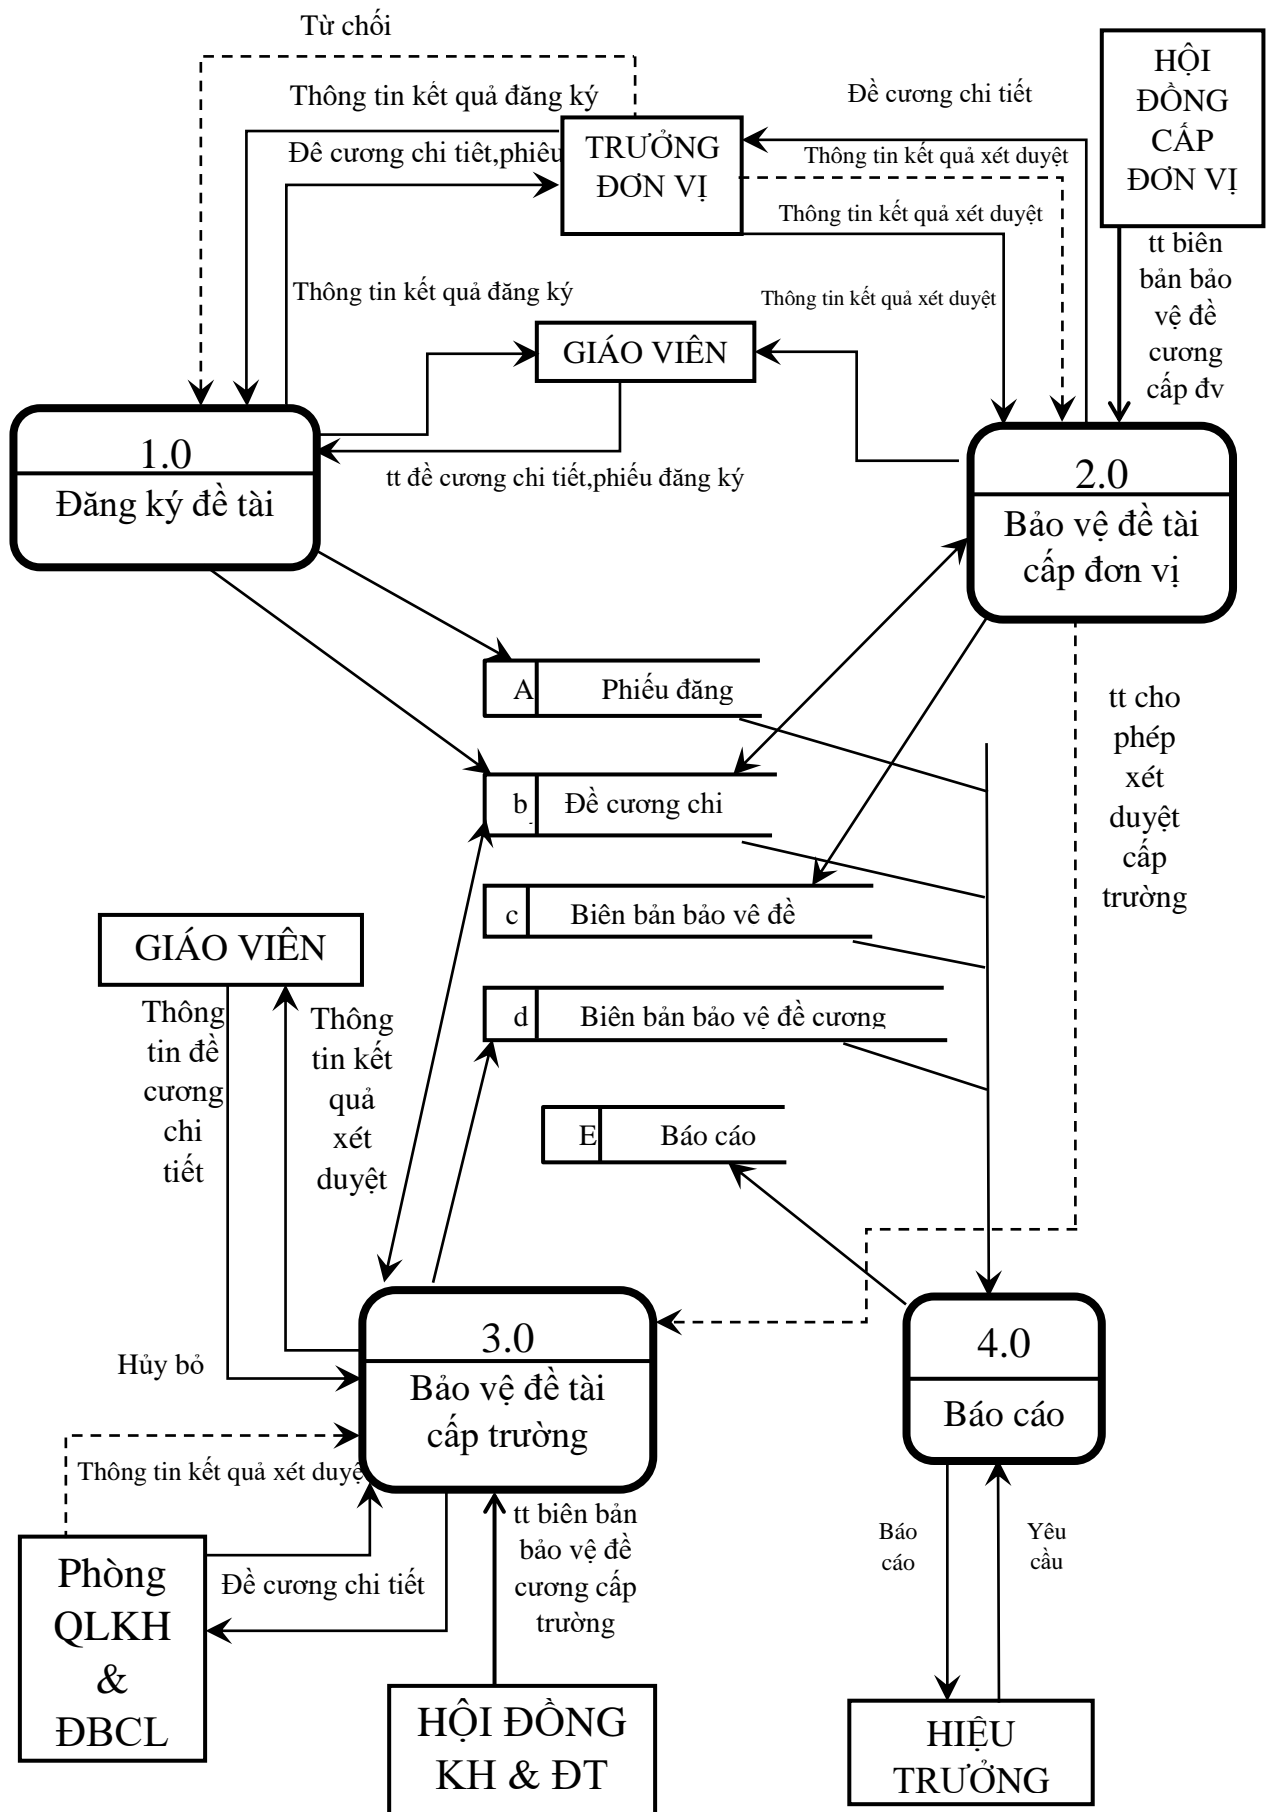 Từ chối
HỘI
ĐỒNG
CẤP
ĐƠN VỊ
Thông tin kết quả đăng ký
Đề cương chi tiết
Đê cương chi tiêt,phiêu
TRƯỞNG
ĐƠN VỊ
Thông tin kết quả xét duyệt
Thông tin kết quả xét duyệt
tt biên
bản bảo
vệ đề
cương
cấp đv
Thông tin kết quả đăng ký
Thông tin kết quả xét duyệt
GIÁO VIÊN
1.0
Đăng ký đề tài
tt đề cương chi tiết,phiếu đăng ký
2.0
Bảo vệ đề tài
cấp đơn vị
A
Phiếu đăng
tt cho
phép
xét
duyệt
cấp
trường
b
Đề cương chi
c
Biên bản bảo vê đề
GIÁO VIÊN
d
Biên bản bảo vệ đề cương
Thông
tin đề
cương
chi
tiết
Thông
tin kết
quả
xét
duyệt
E
Báo cáo
3.0
Bảo vệ đề tài
cấp trường
4.0
Báo cáo
Hủy bỏ
Thông tin kết quả xét duyệ
tt biên bản
bảo vệ đề
cương cấp
trường
Báo
cáo
Yêu
cầu
Đề cương chi tiết
Phòng
QLKH
&
ĐBCL
HỘI ĐỒNG
KH & ĐT
HIỆU
TRƯỞNG